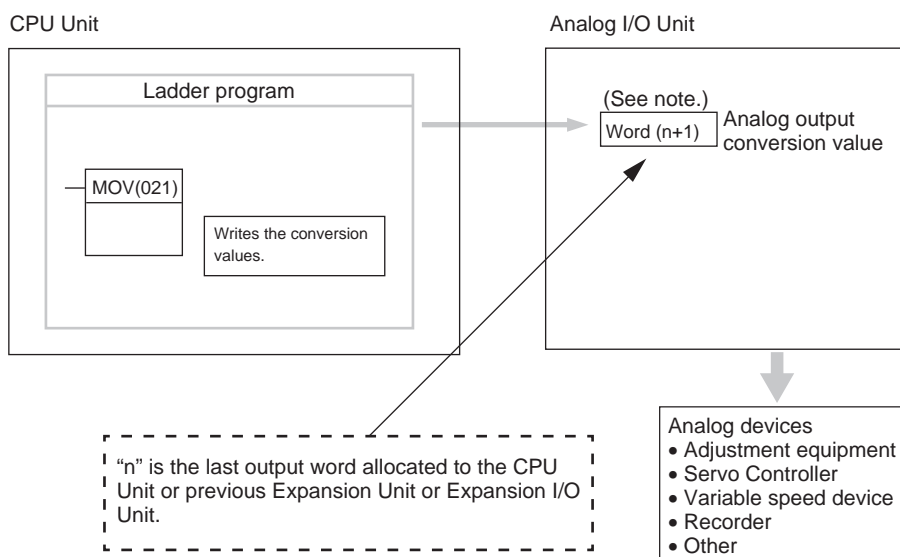 CPU Unit
Analog I/O Unit
Ladder program
(See note.)
Word (n+1)
Analog output
conversion value
MOV(021)
Writes the conversion
values.
“n” is the last output word allocated to the CPU
Unit or previous Expansion Unit or Expansion I/O
Unit.
Analog devices
• Adjustment equipment
• Servo Controller
• Variable speed device
• Recorder
• Other